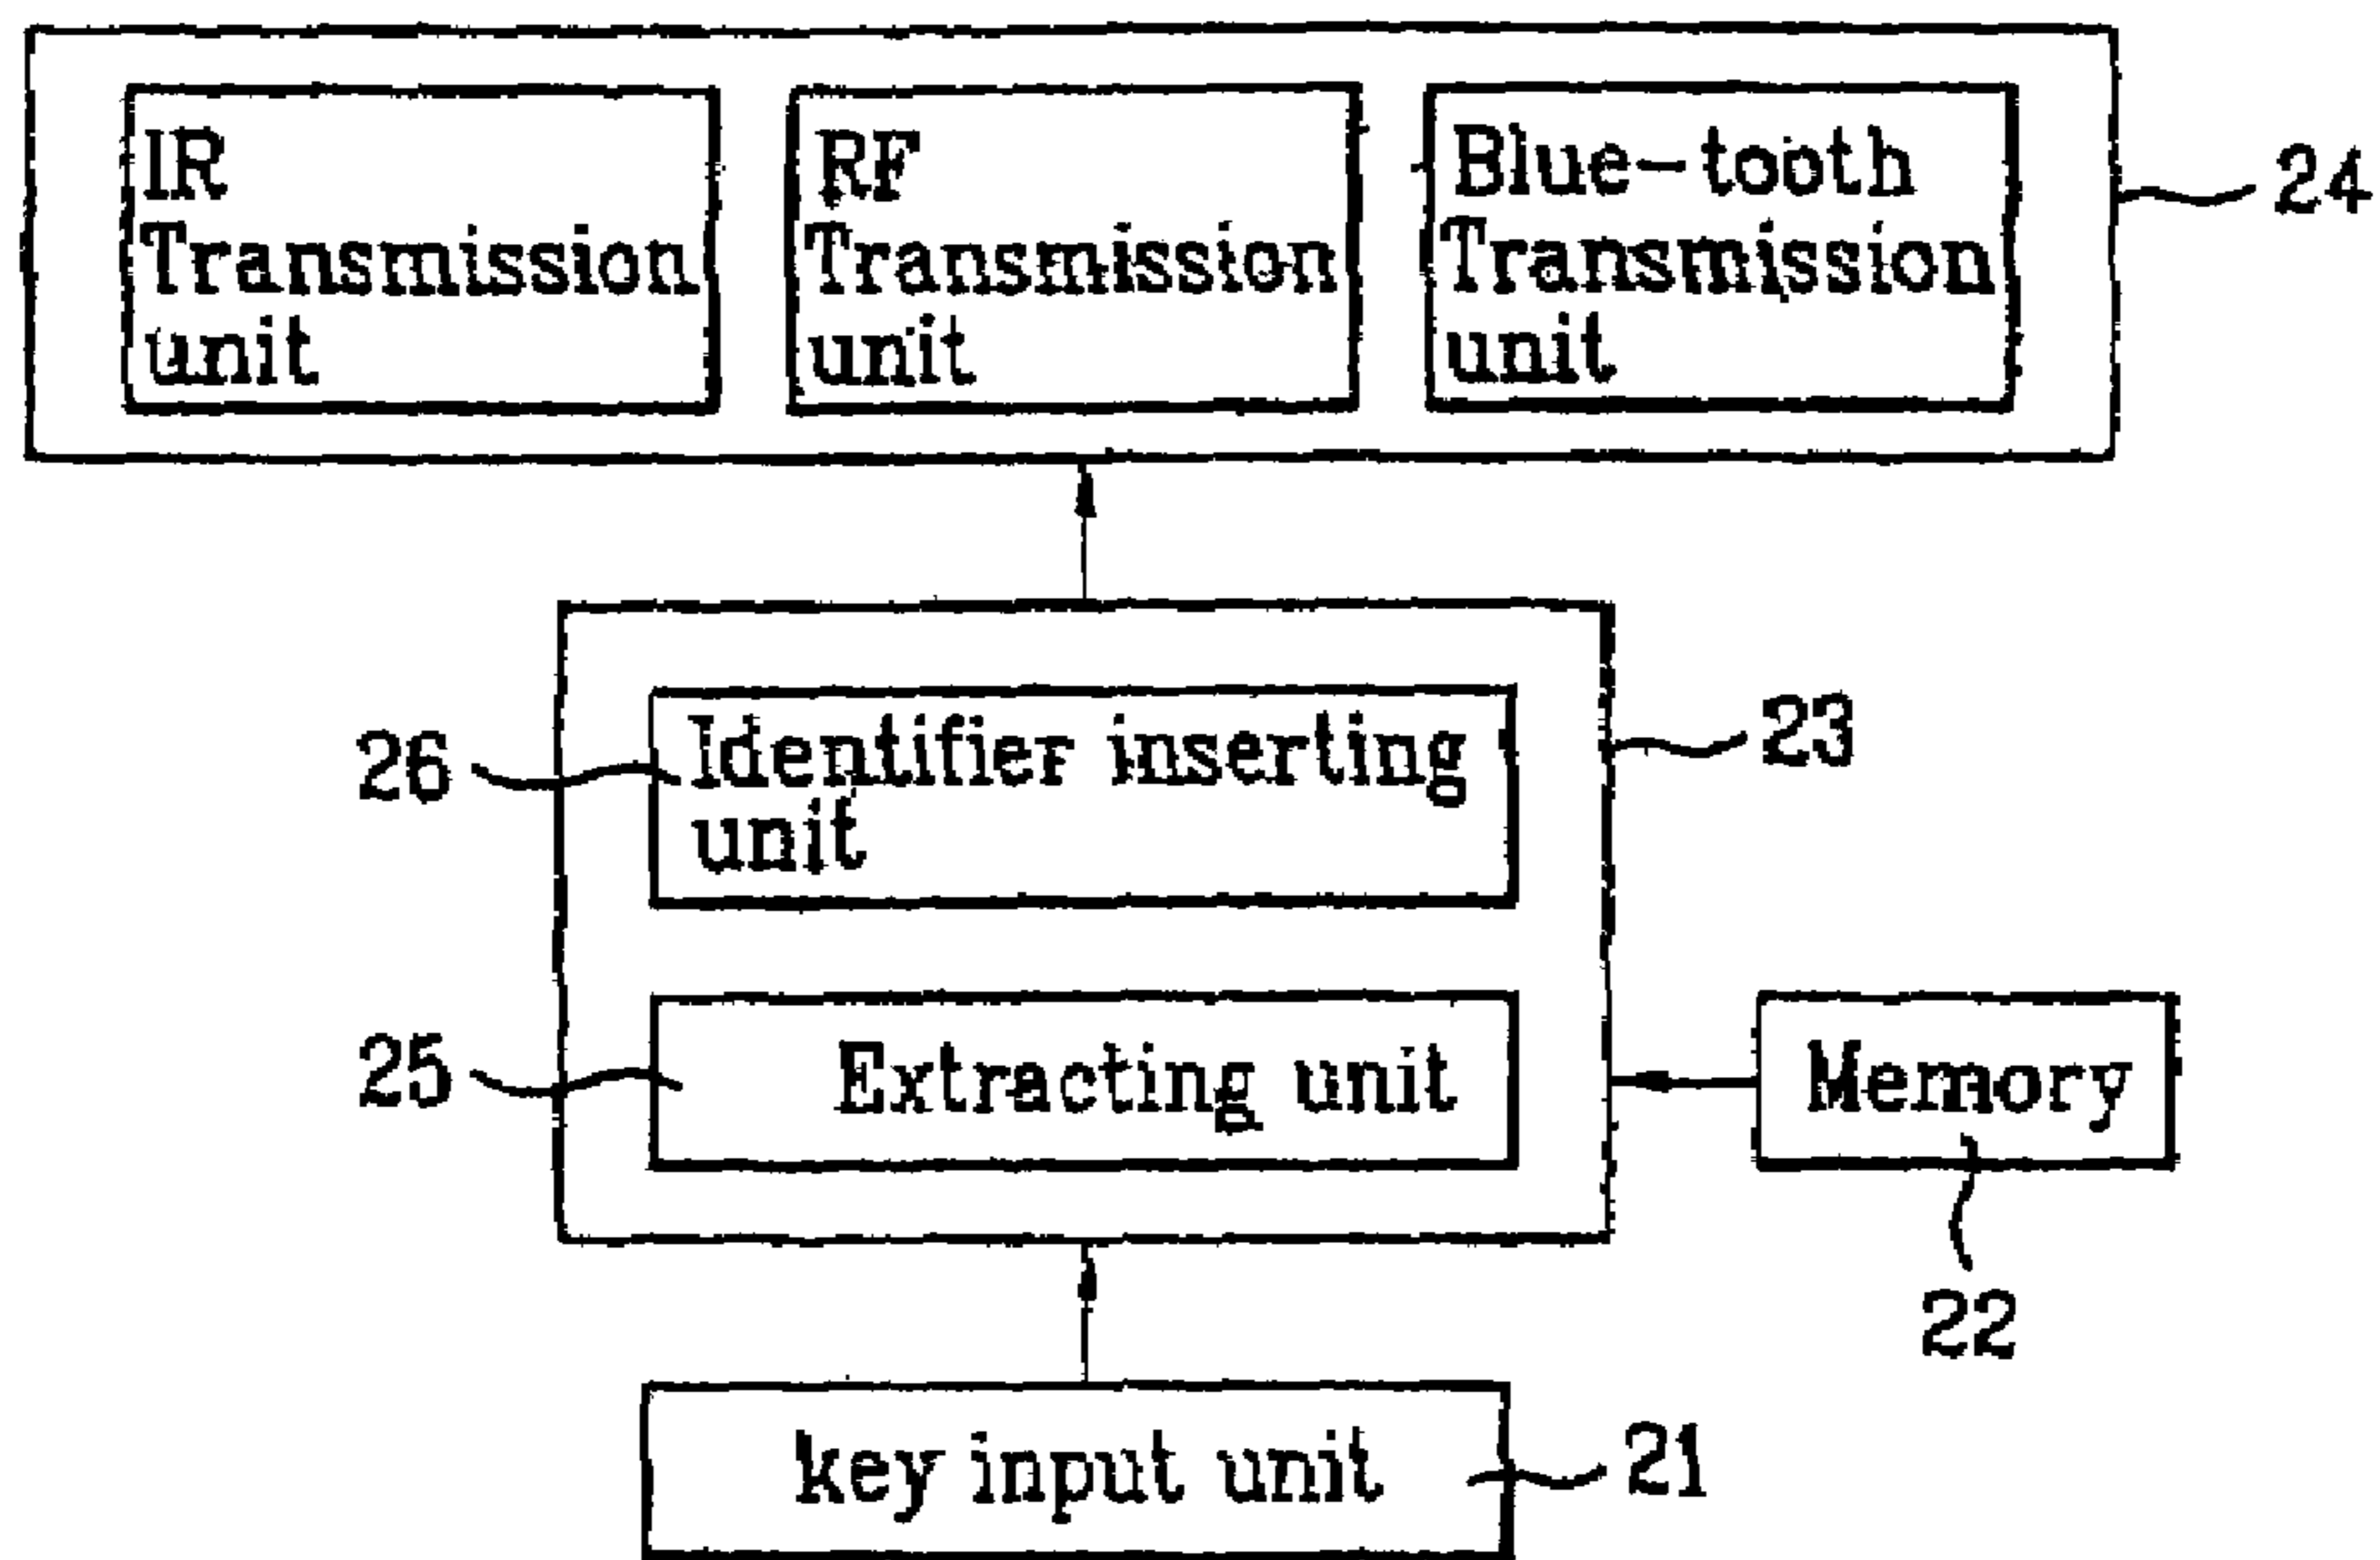 IR
Transmission
unit
RF
Transmission
unit
Blue-tooth
Transmission
unit
24
26
Identifier inserting
unit
23
25
Extracting unit
Memory
22
key input unit
21